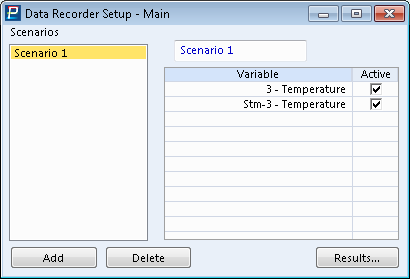 Data Recorder Setup - Main
Scenarios
Scenario 1
Scenario 1
Variable Active
3 - Temperature
Stm-3 - Temperature
Add Delete Results...